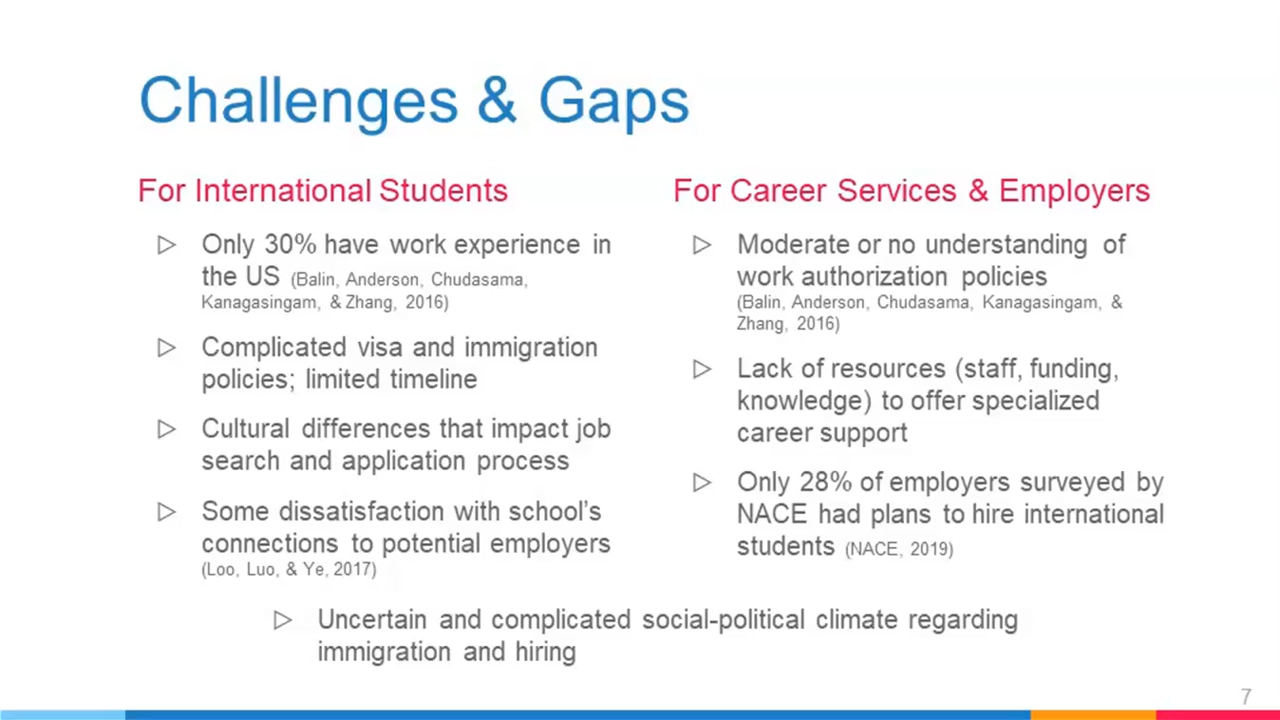 Challenges & Gaps
For International Students
▷ Only 30% have work experience in
the US (Balin, Anderson, Chudasama,
Kanagasingam, & Zhang, 2016)
▷ Complicated visa and immigration
policies; limited timeline
▷ Cultural differences that impact job
search and application process
▷ Some dissatisfaction with school's
connections to potential employers
(Loo, Luo, & Ye, 2017)
For Career Services & Employers
▷ Moderate or no understanding of
work authorization policies
(Balin, Anderson, Chudasama, Kanagasingam, &
Zhang, 2016)
▷ Lack of resources (staff, funding,
knowledge) to offer specialized
career support
▷ Only 28% of employers surveyed by
NACE had plans to hire international
students (NACE, 2019)
▷ Uncertain and complicated social-political climate regarding
immigration and hiring
7